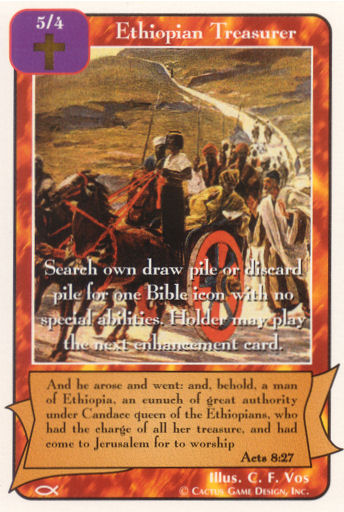 5/4
Ethiopian Treasurer
Search own draw pile or discard
pile for one Bible icon with no
special abilities. Holder may play
the next enhancement card.
And he arose and went: and, behold, a man
of Ethiopia, an eunuch of great authority
under Candace queen of the Ethiopians, who
had the charge of all her treasure, and had
come to Jerusalem for to worship
Acts 8:27
Illus. C. F. Vos
© Cactus Game Design, Inc.